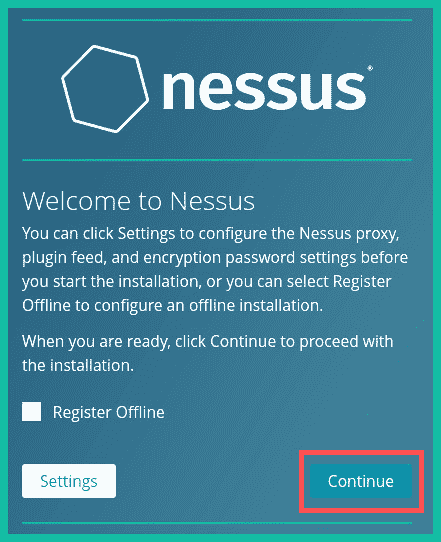 nessus®
Welcome to Nessus
You can click Settings to configure the Nessus proxy,
plugin feed, and encryption password settings before
you start the installation, or you can select Register
Offline to configure an offline installation.
When you are ready, click Continue to proceed with
the installation.
Register Offline
Settings
Continue